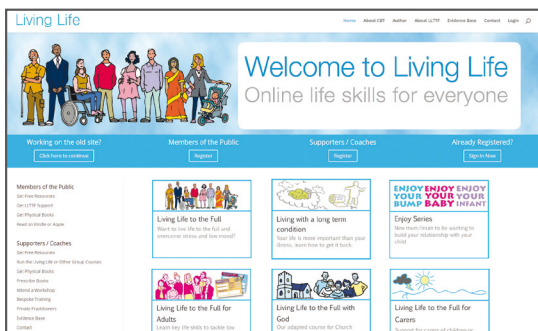 Living Life
Home About CBT Author About LLTTF Evidence Base Contact Login
Welcome to Living Life
Online life skills for everyone
Working on the old site? Members of the Public Supporters / Coaches Already Registered?
Click here to continue Register Register Sign In Now
Members of the Public
Get Free Resources
Get LLTTF Support
Get Physical Books
Read on Kindle or Apple
Supporters / Coaches
Get Free Resources
Run the Living Life or Other Group Courses
Get Physical Books
Prescribe Books
Attend a Workshop
Bespoke Training
Private Practitioners
Evidence Base
Contact
Living Life to the Full
Want to live life to the full and
overcome stress and low mood?
Living with a long term
condition
Your life is more important than your
illness, learn how to get it back.
ENJOY ENJOY ENJOY
YOUR YOUR YOUR
BUMP BABY INFANT
Enjoy Series
New mum? Keen to
build your relationship with your
child
Living Life to the Full for
Adults
Learn key life skills to tackle low
Living Life to the Full with
God
Our adapted course for Church
Living Life to the Full for
Carers
Support for carers of children or